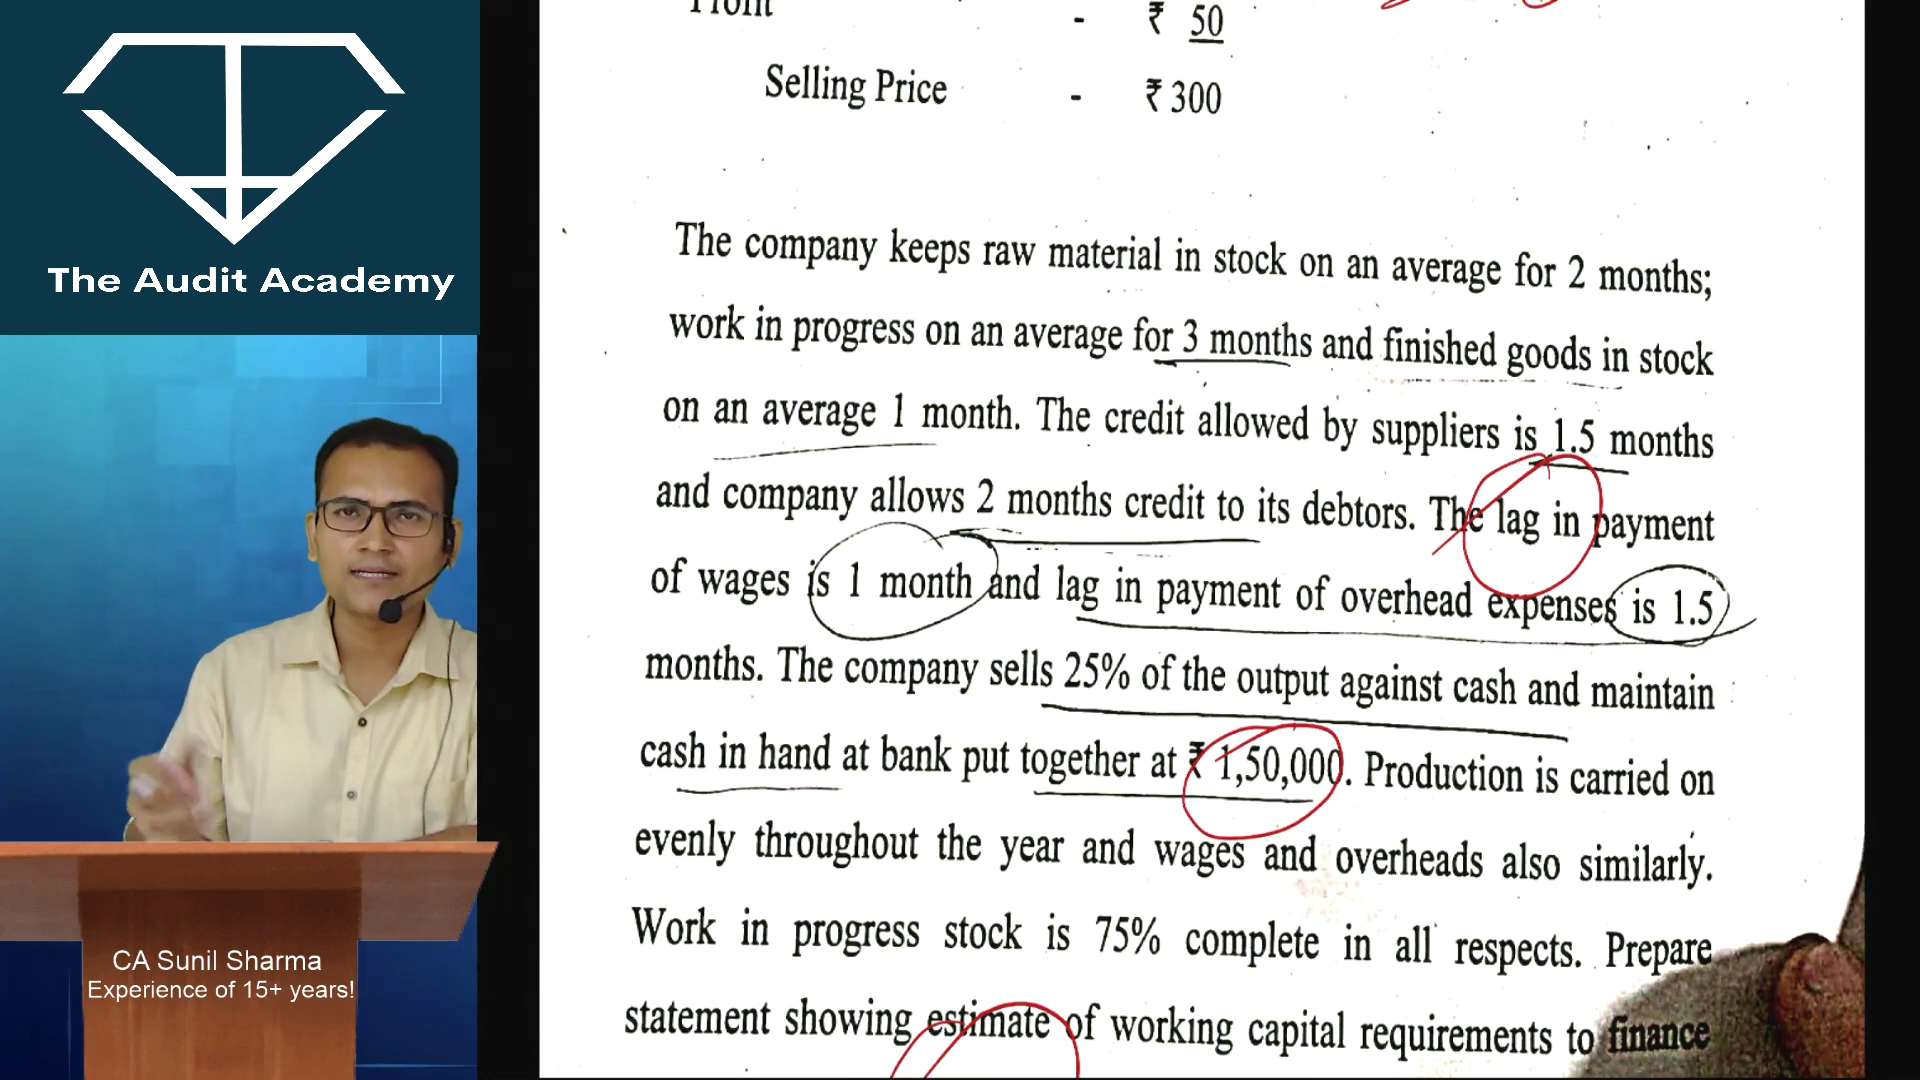 Profit - ₹ 50
Selling Price - ₹ 300
The Audit Academy
The company keeps raw material in stock on an average for 2 months;
work in progress on an average for 3 months and finished goods in stock
on an average 1 month. The credit allowed by suppliers is 1.5 months
and company allows 2 months credit to its debtors. The lag in payment
of wages is 1 month and lag in payment of overhead expenses is 1.5
months. The company sells 25% of the output against cash and maintain
cash in hand at bank put together at ₹ 1,50,000. Production is carried on
evenly throughout the year and wages and overheads also similarly.
Work in progress stock is 75% complete in all respects. Prepare
statement showing estimate of working capital requirements to finance
CA Sunil Sharma
Experience of 15+ years!